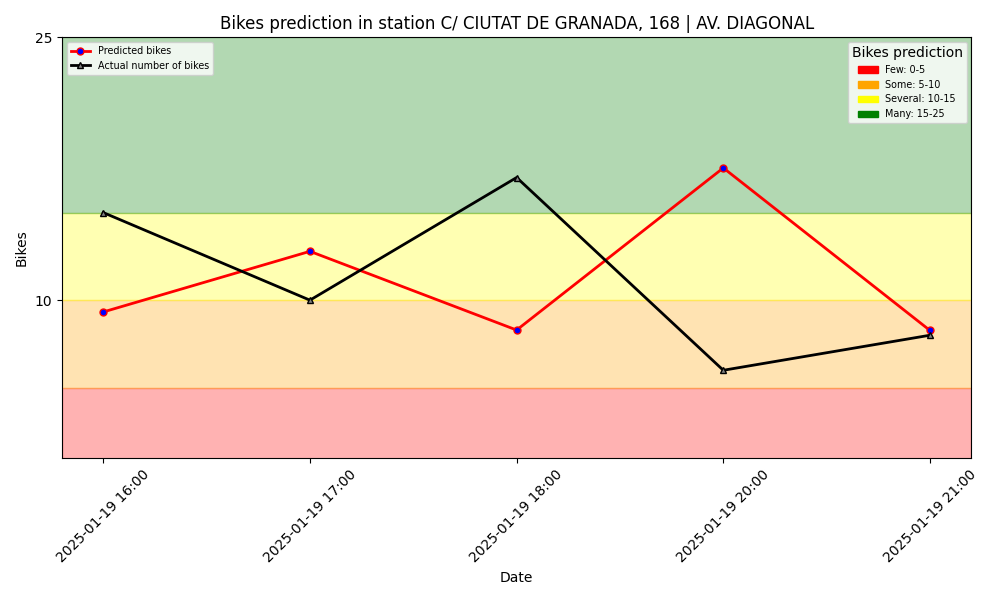 Bikes prediction in station C/ CIUTAT DE GRANADA, 168 | AV. DIAGONAL
25
Predicted bikes
Actual number of bikes
Bikes prediction
Few: 0-5
Some: 5-10
Several: 10-15
Many: 15-25
Bikes
10
2025-01-19 16:00
2025-01-19 17:00
2025-01-19 18:00
2025-01-19 20:00
2025-01-19 21:00
Date